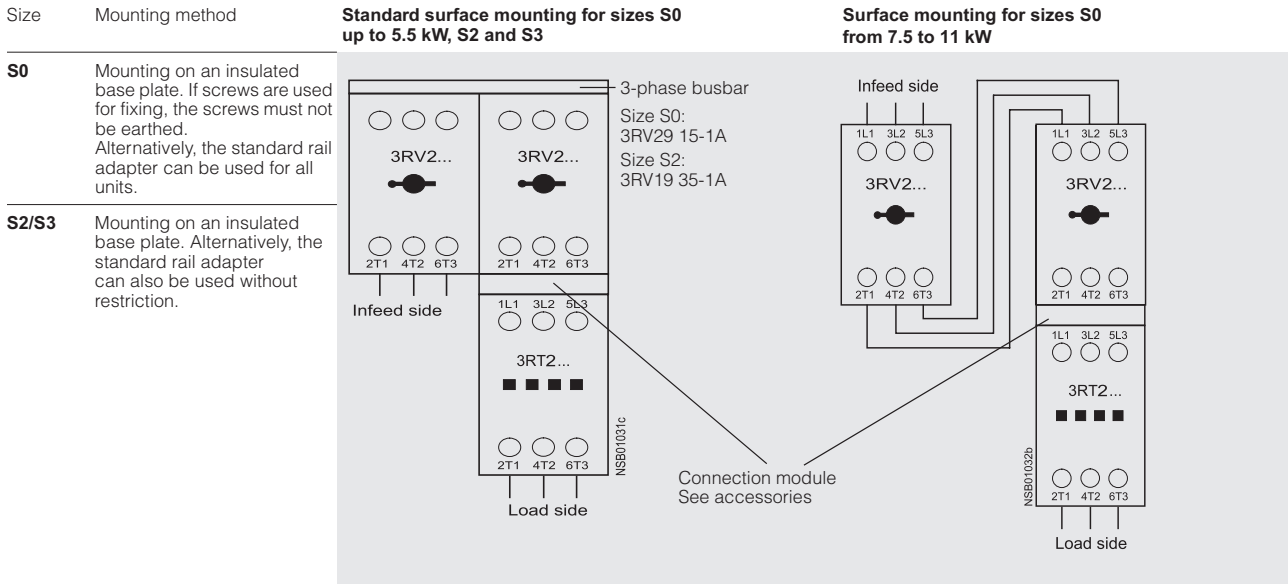 Size Mounting method
S0 Mounting on an insulated
base plate. If screws are used
for fixing, the screws must not
be earthed.
Alternatively, the standard rail
adapter can be used for all
units.
S2/S3 Mounting on an insulated
base plate. Alternatively, the
standard rail adapter
can also be used without
restriction.
Standard surface mounting for sizes S0
up to 5.5 kW, S2 and S3
3-phase busbar
Size S0:
3RV29 15-1A
Size S2:
3RV19 35-1A
3RV2...
3RV2...
2T1 4T2 6T3
2T1 4T2 6T3
Infeed side
1L1 3L2 5L3
3RT2...
2T1 4T2 6T3
Load side
NSB01031c
Connection module
See accessories
Surface mounting for sizes S0
from 7.5 to 11 kW
Infeed side
1L1 3L2 5L3
1L1 3L2 5L3
3RV2...
3RV2...
2T1 4T2 6T3
2T1 4T2 6T3
1L1 3L2 5L3
3RT2...
2T1 4T2 6T3
Load side
NSB01032b